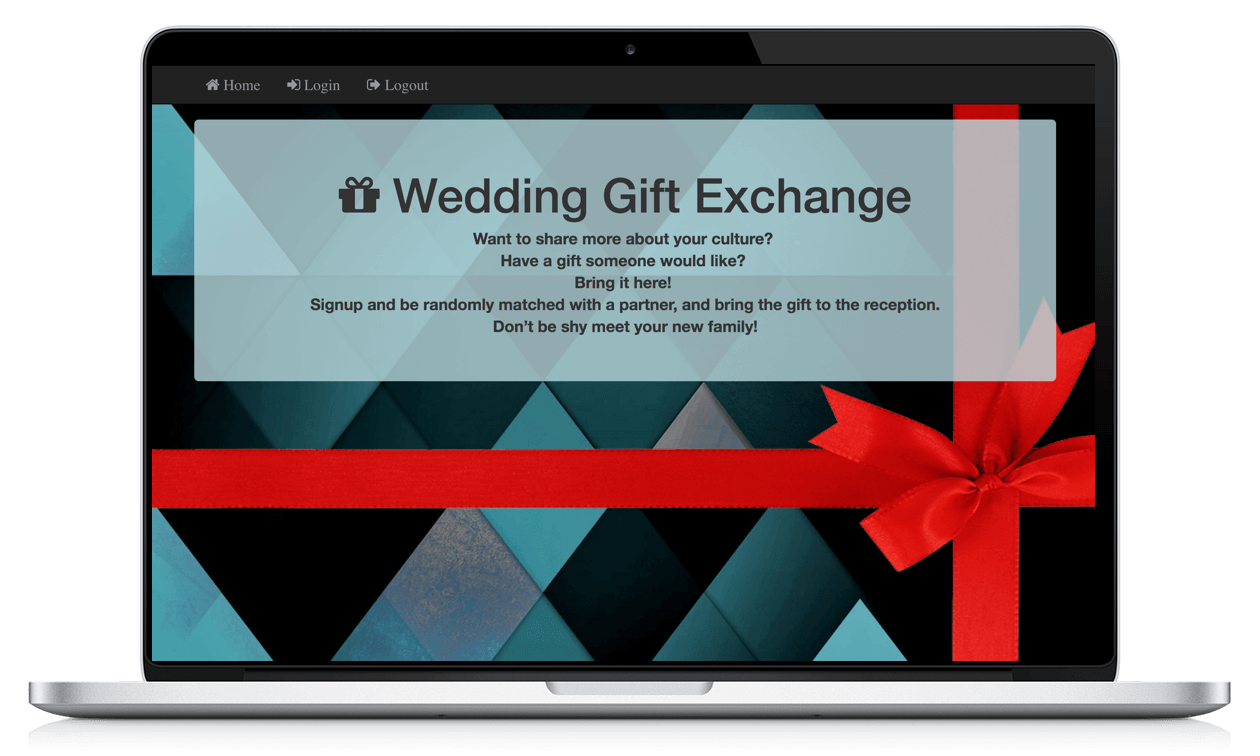 Home Login Logout
Wedding Gift Exchange
Want to share more about your culture?
Have a gift someone would like?
Bring it here!
Signup and be randomly matched with a partner, and bring the gift to the reception.
Don’t be shy meet your new family!